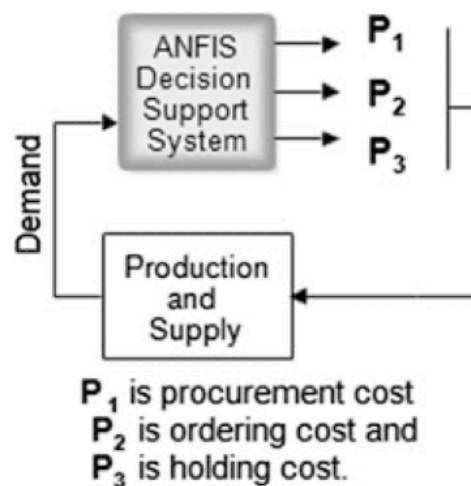 ANFIS
Decision
Support
System
P₁
P₂
P₃
Demand
Production
and
Supply
P₁ is procurement cost
P₂ is ordering cost and
P₃ is holding cost.